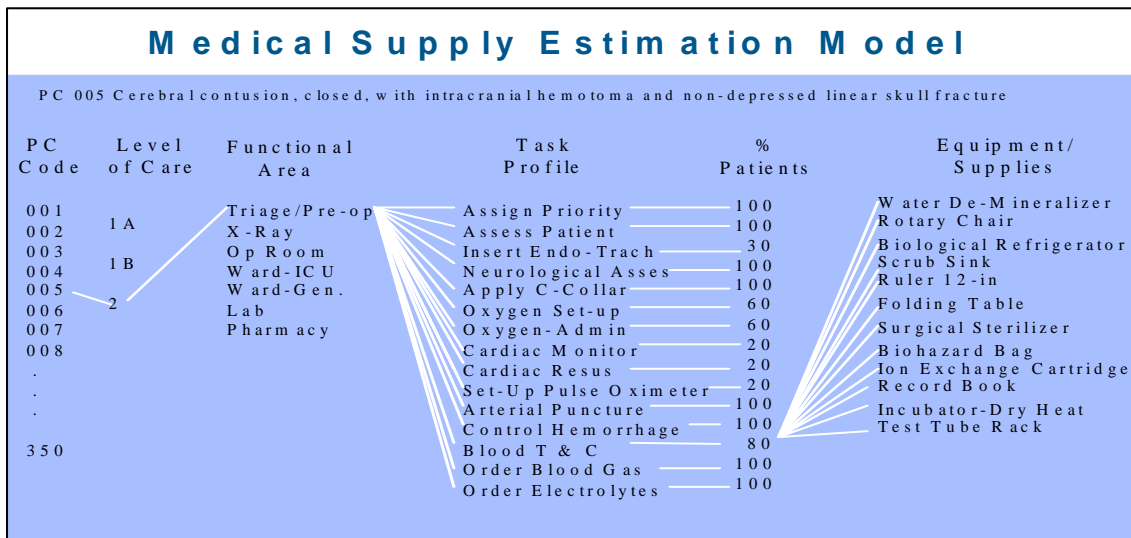 Medical Supply Estimation Model
PC 005 Cerebral contusion, closed, with intracranial hemotoma and non-depressed linear skull fracture
PC Code
Level of Care
Functional Area
Task Profile
% Patients
Equipment/ Supplies
001
002
003
004
005
006
007
008
.
.
.
350
1A
1B
2
Triage/Pre-op
X-Ray
Op Room
Ward-ICU
Ward-Gen.
Lab
Pharmacy
Assign Priority
Assess Patient
Insert Endo-Trach
Neurological Asses
Apply C-Collar
Oxygen Set-up
Oxygen-Admin
Cardiac Monitor
Cardiac Resus
Set-Up Pulse Oximeter
Arterial Puncture
Control Hemorrhage
Blood T & C
Order Blood Gas
Order Electrolytes
100
100
30
100
100
60
60
20
20
20
100
100
80
100
100
Water De-Mineralizer
Rotary Chair
Biological Refrigerator
Scrub Sink
Ruler 12-in
Folding Table
Surgical Sterilizer
Biohazard Bag
Ion Exchange Cartridge
Record Book
Incubator-Dry Heat
Test Tube Rack